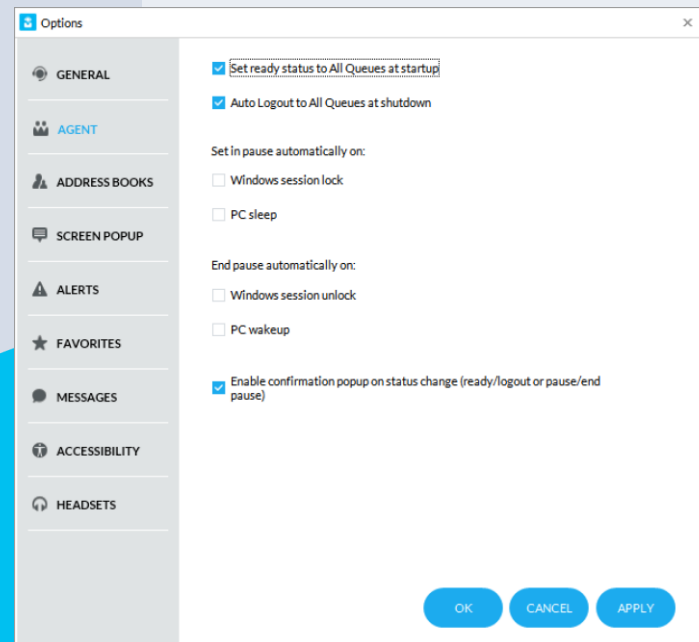 Options
GENERAL
AGENT
ADDRESS BOOKS
SCREEN POPUP
ALERTS
FAVORITES
MESSAGES
ACCESSIBILITY
HEADSETS
Set ready status to All Queues at startup
Auto Logout to All Queues at shutdown
Set in pause automatically on:
Windows session lock
PC sleep
End pause automatically on:
Windows session unlock
PC wakeup
Enable confirmation popup on status change (ready/logout or pause/end
pause)
OK
CANCEL
APPLY